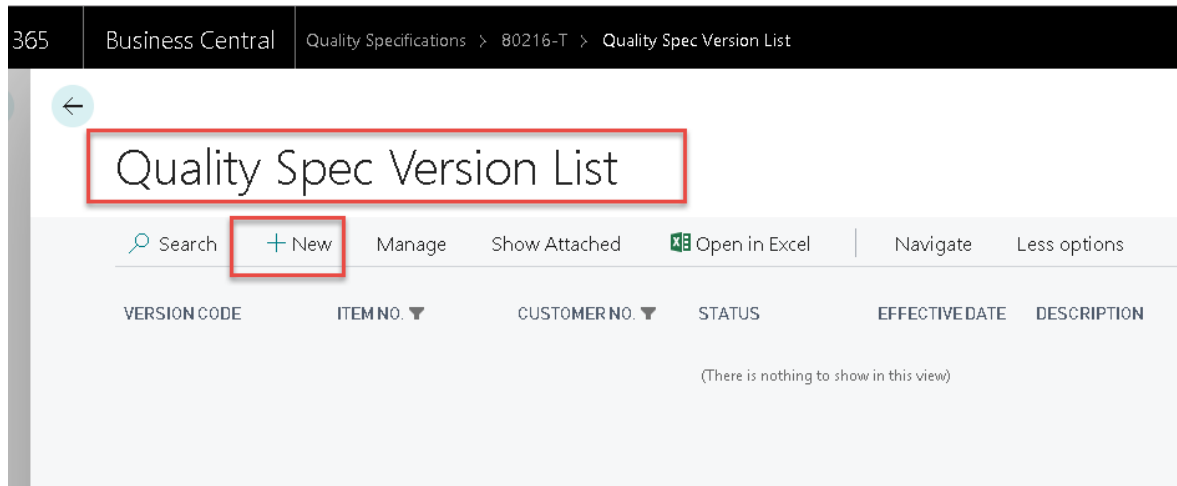 365 Business Central Quality Specifications > 80216-T > Quality Spec Version List
Quality Spec Version List
Search + New Manage Show Attached Open in Excel Navigate Less options
VERSION CODE ITEM NO. CUSTOMER NO. STATUS EFFECTIVE DATE DESCRIPTION
(There is nothing to show in this view)